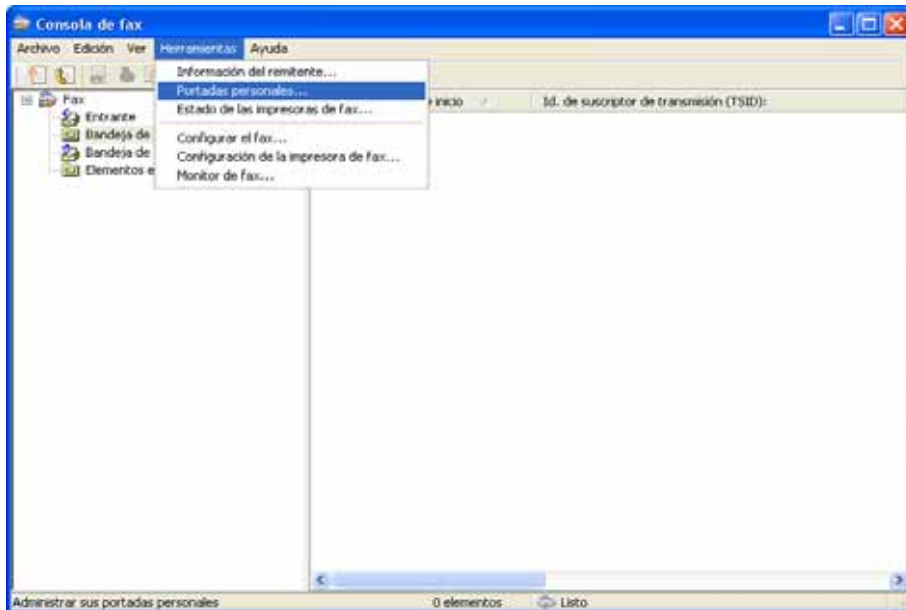 Consola de fax
Archivo Edición Ver Herramientas Ayuda
Información del remitente...
Portadas personales...
Estado de las impresoras de fax...
Configurar el fax...
Configuración de la impresora de fax...
Monitor de fax...
inicio Id. de suscriptor de transmisión (TSID):
Fax
Entrante
Bandeja de
Bandeja de
Elementos e
Administrar sus portadas personales 0 elementos Listo